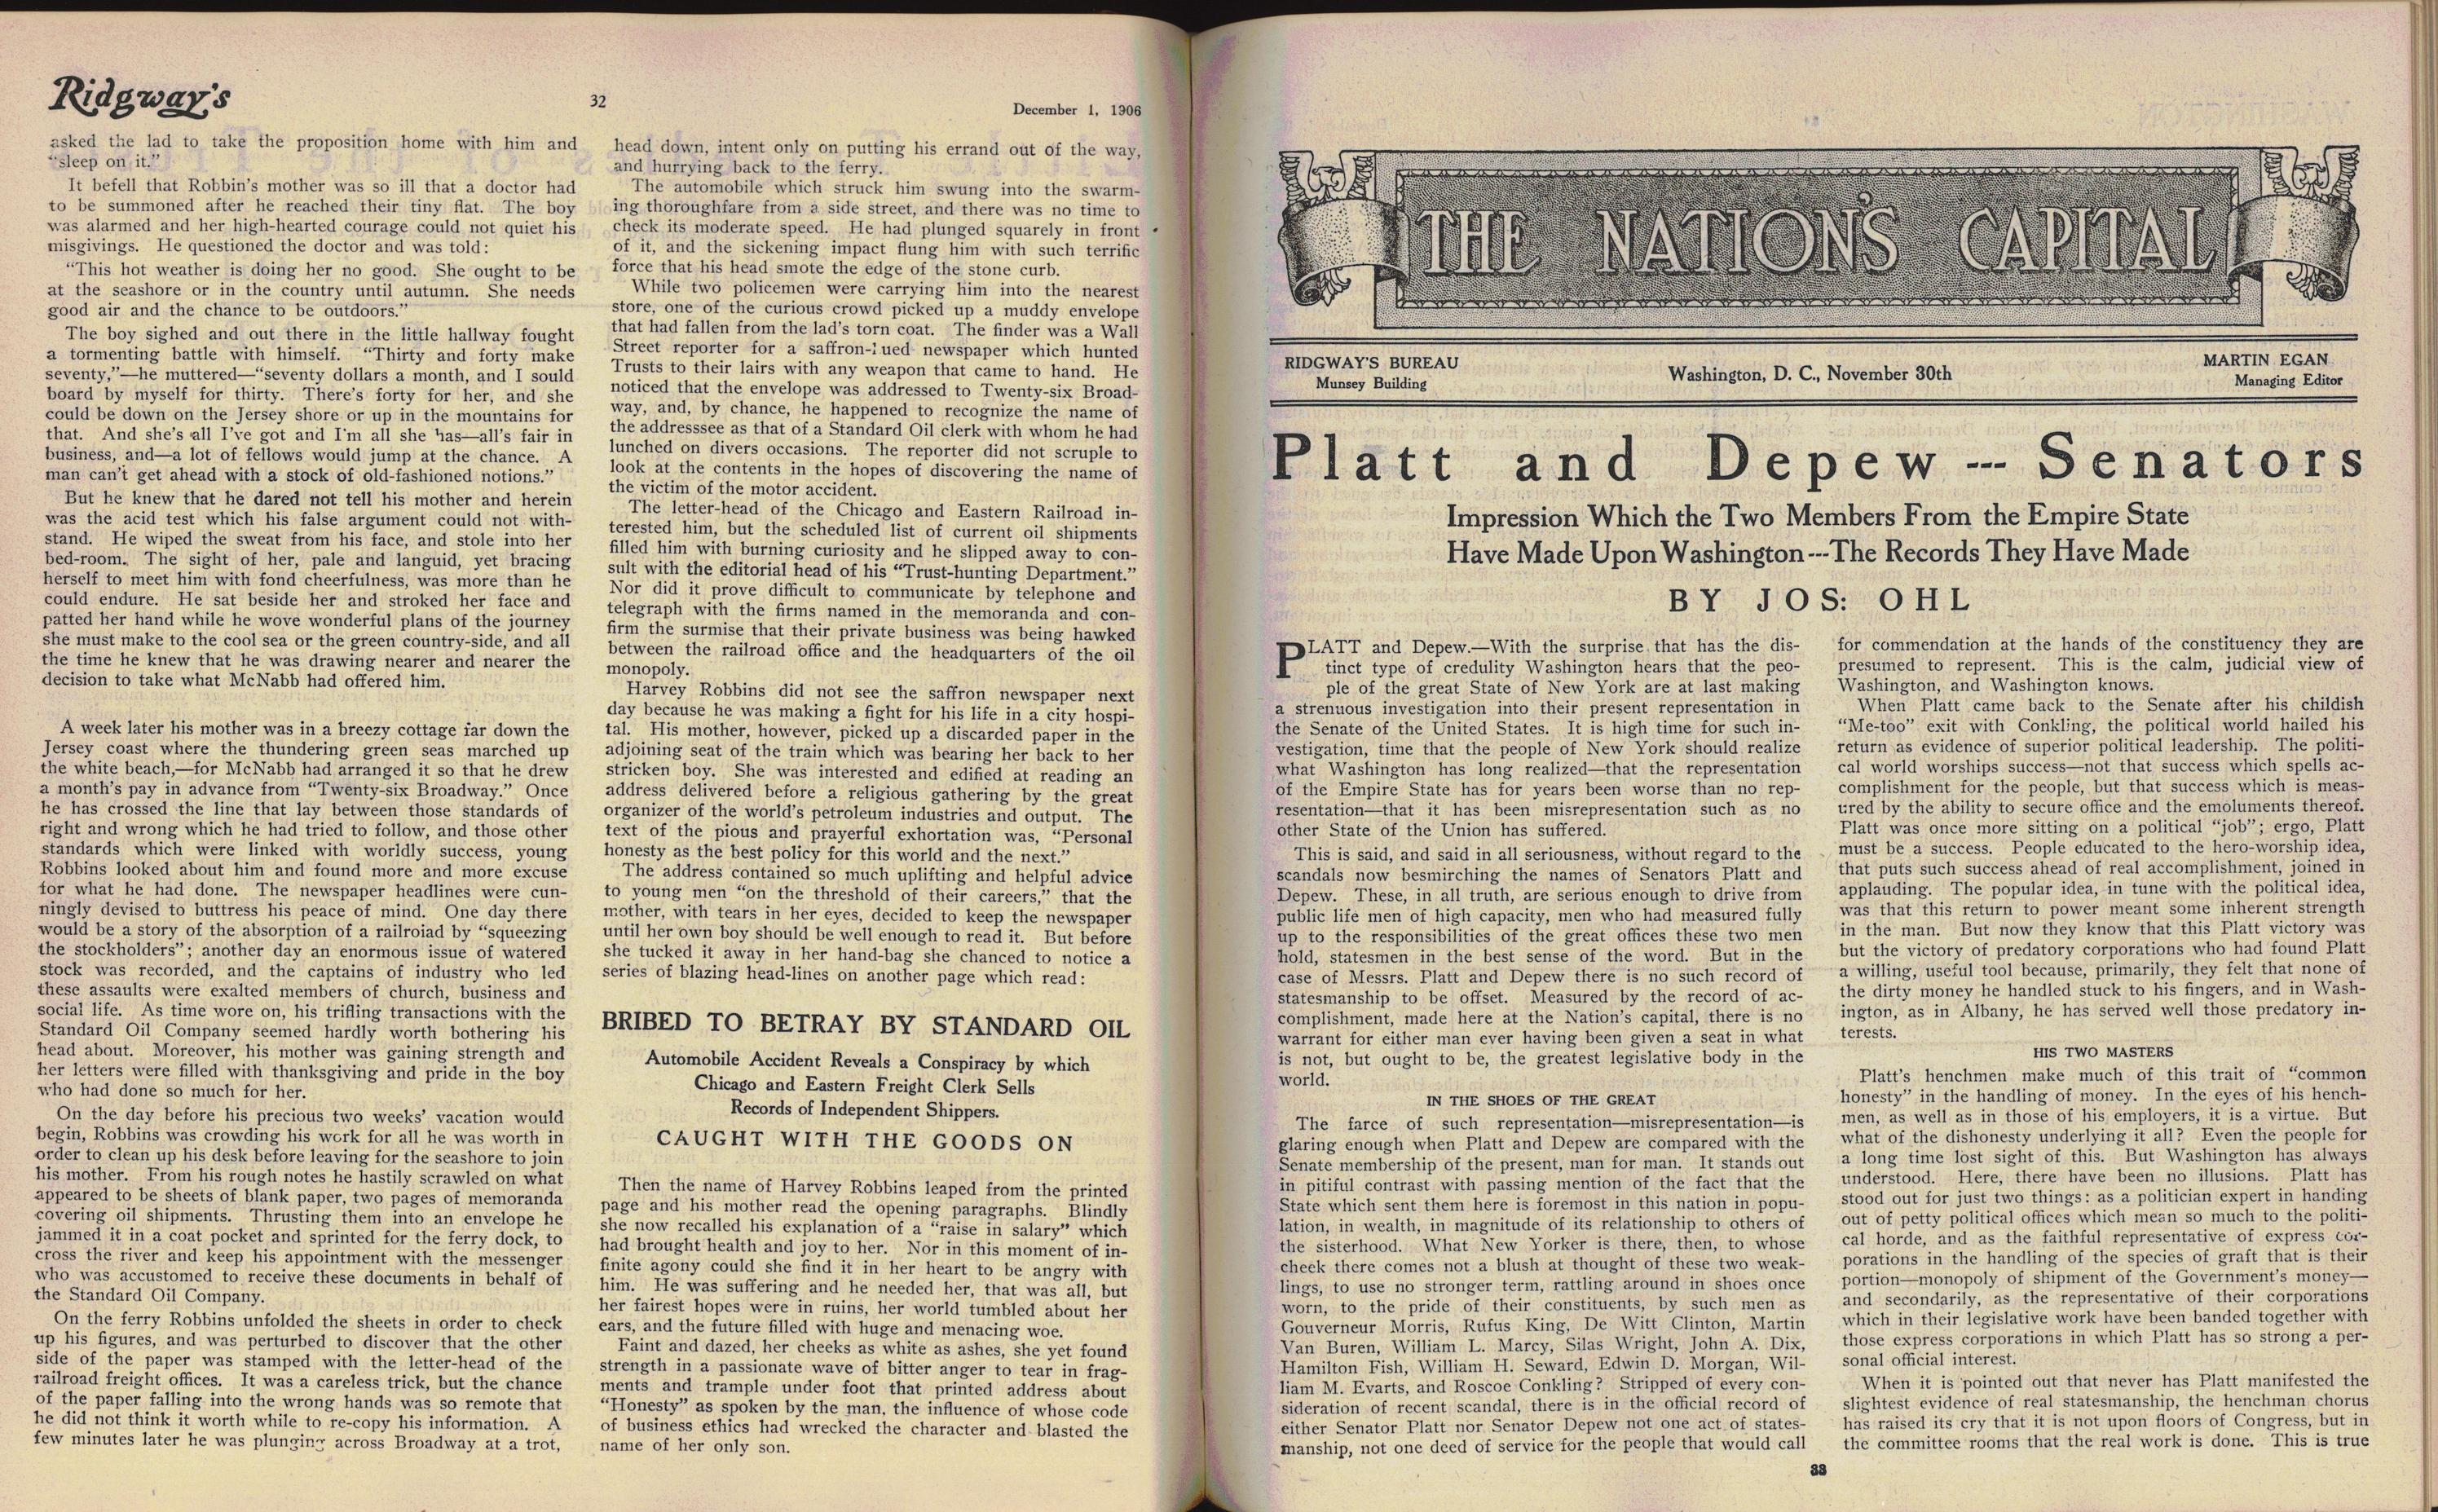 Ridgway's
32
December 1, 1906
asked the lad to take the proposition home with him and
"sleep on it."
It befell that Robbin's mother was so ill that a doctor had
to be summoned after he reached their tiny flat. The boy
was alarmed and her high-hearted courage could not quiet his
misgivings. He questioned the doctor and was told:
"This hot weather is doing her no good. She ought to be
at the seashore or in the country until autumn. She needs
good air and the chance to be outdoors."
The boy sighed and out there in the little hallway fought
a tormenting battle with himself. "Thirty and forty make
seventy,"—he muttered—"seventy dollars a month, and I sould
board by myself for thirty. There's forty for her, and she
could be down on the Jersey shore or up in the mountains for
that. And she's all I've got and I'm all she has—all's fair in
business, and—a lot of fellows would jump at the chance. A
man can't get ahead with a stock of old-fashioned notions."
But he knew that he dared not tell his mother and herein
was the acid test which his false argument could not with-
stand. He wiped the sweat from his face, and stole into her
bed-room. The sight of her, pale and languid, yet bracing
herself to meet him with fond cheerfulness, was more than he
could endure. He sat beside her and stroked her face and
patted her hand while he wove wonderful plans of the journey
she must make to the cool sea or the green country-side, and all
the time he knew that he was drawing nearer and nearer the
decision to take what McNabb had offered him.
A week later his mother was in a breezy cottage far down the
Jersey coast where the thundering green seas marched up
the white beach,—for McNabb had arranged it so that he drew
a month's pay in advance from "Twenty-six Broadway." Once
he has crossed the line that lay between those standards of
right and wrong which he had tried to follow, and those other
standards which were linked with worldly success, young
Robbins looked about him and found more and more excuse
for what he had done. The newspaper headlines were cun-
ningly devised to buttress his peace of mind. One day there
would be a story of the absorption of a railroiad by "squeezing
the stockholders"; another day an enormous issue of watered
stock was recorded, and the captains of industry who led
these assaults were exalted members of church, business and
social life. As time wore on, his trifling transactions with the
Standard Oil Company seemed hardly worth bothering his
head about. Moreover, his mother was gaining strength and
her letters were filled with thanksgiving and pride in the boy
who had done so much for her.
On the day before his precious two weeks' vacation would
begin, Robbins was crowding his work for all he was worth in
order to clean up his desk before leaving for the seashore to join
his mother. From his rough notes he hastily scrawled on what
appeared to be sheets of blank paper, two pages of memoranda
covering oil shipments. Thrusting them into an envelope he
jammed it in a coat pocket and sprinted for the ferry dock, to
cross the river and keep his appointment with the messenger
who was accustomed to receive these documents in behalf of
the Standard Oil Company.
On the ferry Robbins unfolded the sheets in order to check
up his figures, and was perturbed to discover that the other
side of the paper was stamped with the letter-head of the
railroad freight offices. It was a careless trick, but the chance
of the paper falling into the wrong hands was so remote that
he did not think it worth while to re-copy his information. A
few minutes later he was plunging across Broadway at a trot,
head down, intent only on putting his errand out of the way,
and hurrying back to the ferry.
The automobile which struck him swung into the swarm-
ing thoroughfare from a side street, and there was no time to
check its moderate speed. He had plunged squarely in front
of it, and the sickening impact flung him with such terrific
force that his head smote the edge of the stone curb.
While two policemen were carrying him into the nearest
store, one of the curious crowd picked up a muddy envelope
that had fallen from the lad's torn coat. The finder was a Wall
Street reporter for a saffron-hued newspaper which hunted
Trusts to their lairs with any weapon that came to hand. He
noticed that the envelope was addressed to Twenty-six Broad-
way, and, by chance, he happened to recognize the name of
the addresssee as that of a Standard Oil clerk with whom he had
lunched on divers occasions. The reporter did not scruple to
look at the contents in the hopes of discovering the name of
the victim of the motor accident.
The letter-head of the Chicago and Eastern Railroad in-
terested him, but the scheduled list of current oil shipments
filled him with burning curiosity and he slipped away to con-
sult with the editorial head of his "Trust-hunting Department."
Nor did it prove difficult to communicate by telephone and
telegraph with the firms named in the memoranda and con-
firm the surmise that their private business was being hawked
between the railroad office and the headquarters of the oil
monopoly.
Harvey Robbins did not see the saffron newspaper next
day because he was making a fight for his life in a city hospi-
tal. His mother, however, picked up a discarded paper in the
adjoining seat of the train which was bearing her back to her
stricken boy. She was interested and edified at reading an
address delivered before a religious gathering by the great
organizer of the world's petroleum industries and output. The
text of the pious and prayerful exhortation was, "Personal
honesty as the best policy for this world and the next."
The address contained so much uplifting and helpful advice
to young men "on the threshold of their careers," that the
mother, with tears in her eyes, decided to keep the newspaper
until her own boy should be well enough to read it. But before
she tucked it away in her hand-bag she chanced to notice a
series of blazing head-lines on another page which read:
BRIBED TO BETRAY BY STANDARD OIL
Automobile Accident Reveals a Conspiracy by which
Chicago and Eastern Freight Clerk Sells
Records of Independent Shippers.
CAUGHT WITH THE GOODS ON
Then the name of Harvey Robbins leaped from the printed
page and his mother read the opening paragraphs. Blindly
she now recalled his explanation of a "raise in salary" which
had brought health and joy to her. Nor in this moment of in-
finite agony could she find it in her heart to be angry with
him. He was suffering and he needed her, that was all, but
her fairest hopes were in ruins, her world tumbled about her
ears, and the future filled with huge and menacing woe.
Faint and dazed, her cheeks as white as ashes, she yet found
strength in a passionate wave of bitter anger to tear in frag-
ments and trample under foot that printed address about
"Honesty" as spoken by the man, the influence of whose code
of business ethics had wrecked the character and blasted the
name of her only son.
THE NATION'S CAPITAL
RIDGWAY'S BUREAU
Munsey Building
Washington, D. C., November 30th
MARTIN EGAN
Managing Editor
Platt and Depew --- Senators
Impression Which the Two Members From the Empire State
Have Made Upon Washington---The Records They Have Made
BY JOS: OHL
PLATT and Depew.—With the surprise that has the dis-
tinct type of credulity Washington hears that the peo-
ple of the great State of New York are at last making
a strenuous investigation into their present representation in
the Senate of the United States. It is high time for such in-
vestigation, time that the people of New York should realize
what Washington has long realized—that the representation
of the Empire State has for years been worse than no rep-
resentation—that it has been misrepresentation such as no
other State of the Union has suffered.
This is said, and said in all seriousness, without regard to the
scandals now besmirching the names of Senators Platt and
Depew. These, in all truth, are serious enough to drive from
public life men of high capacity, men who had measured fully
up to the responsibilities of the great offices these two men
hold, statesmen in the best sense of the word. But in the
case of Messrs. Platt and Depew there is no such record of
statesmanship to be offset. Measured by the record of ac-
complishment, made here at the Nation's capital, there is no
warrant for either man ever having been given a seat in what
is not, but ought to be, the greatest legislative body in the
world.
IN THE SHOES OF THE GREAT
The farce of such representation—misrepresentation—is
glaring enough when Platt and Depew are compared with the
Senate membership of the present, man for man. It stands out
in pitiful contrast with passing mention of the fact that the
State which sent them here is foremost in this nation in popu-
lation, in wealth, in magnitude of its relationship to others of
the sisterhood. What New Yorker is there, then, to whose
cheek there comes not a blush at thought of these two weak-
lings, to use no stronger term, rattling around in shoes once
worn, to the pride of their constituents, by such men as
Gouverneur Morris, Rufus King, De Witt Clinton, Martin
Van Buren, William L. Marcy, Silas Wright, John A. Dix,
Hamilton Fish, William H. Seward, Edwin D. Morgan, Wil-
liam M. Evarts, and Roscoe Conkling? Stripped of every con-
sideration of recent scandal, there is in the official record of
either Senator Platt nor Senator Depew not one act of states-
manship, not one deed of service for the people that would call
for commendation at the hands of the constituency they are
presumed to represent. This is the calm, judicial view of
Washington, and Washington knows.
When Platt came back to the Senate after his childish
"Me-too" exit with Conkling, the political world hailed his
return as evidence of superior political leadership. The politi-
cal world worships success—not that success which spells ac-
complishment for the people, but that success which is meas-
ured by the ability to secure office and the emoluments thereof.
Platt was once more sitting on a political "job"; ergo, Platt
must be a success. People educated to the hero-worship idea,
that puts such success ahead of real accomplishment, joined in
applauding. The popular idea, in tune with the political idea,
was that this return to power meant some inherent strength
in the man. But now they know that this Platt victory was
but the victory of predatory corporations who had found Platt
a willing, useful tool because, primarily, they felt that none of
the dirty money he handled stuck to his fingers, and in Wash-
ington, as in Albany, he has served well those predatory in-
terests.
HIS TWO MASTERS
Platt's henchmen make much of this trait of "common
honesty" in the handling of money. In the eyes of his hench-
men, as well as in those of his employers, it is a virtue. But
what of the dishonesty underlying it all? Even the people for
a long time lost sight of this. But Washington has always
understood. Here, there have been no illusions. Platt has
stood out for just two things: as a politician expert in handing
out of petty political offices which mean so much to the politi-
cal horde, and as the faithful representative of express cor-
porations in the handling of the species of graft that is their
portion—monopoly of shipment of the Government's money—
and secondarily, as the representative of their corporations
which in their legislative work have been banded together with
those express corporations in which Platt has so strong a per-
sonal official interest.
When it is pointed out that never has Platt manifested the
slightest evidence of real statesmanship, the henchman chorus
has raised its cry that it is not upon floors of Congress, but in
the committee rooms that the real work is done. This is true
33